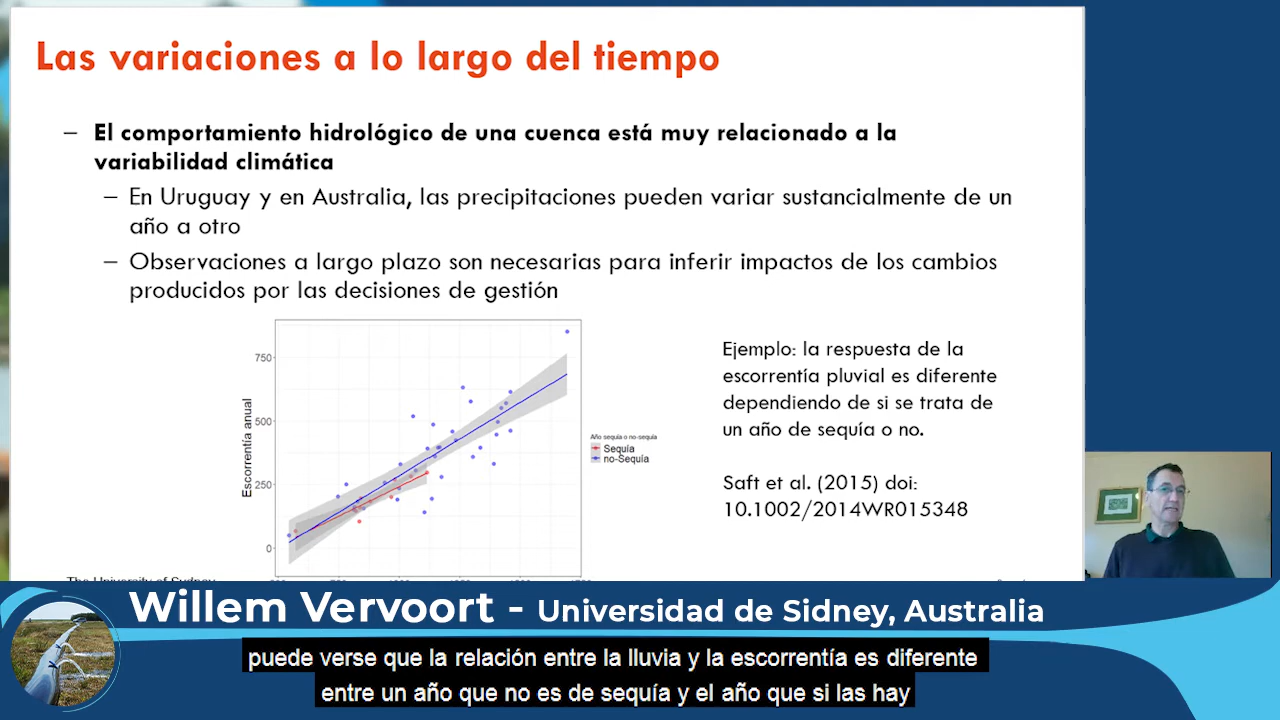 Las variaciones a lo largo del tiempo
– El comportamiento hidrológico de una cuenca está muy relacionado a la
variabilidad climática
– En Uruguay y en Australia, las precipitaciones pueden variar sustancialmente de un
año a otro
– Observaciones a largo plazo son necesarias para inferir impactos de los cambios
producidos por las decisiones de gestión
Escorrentía anual
750
500
250
0
Año sequía o no-sequía
Sequía
no-Sequía
Ejemplo: la respuesta de la
escorrentía pluvial es diferente
dependiendo de si se trata de
un año de sequía o no.
Saft et al. (2015) doi:
10.1002/2014WR015348
The University of Sydney
Willem Vervoort - Universidad de Sidney, Australia
puede verse que la relación entre la lluvia y la escorrentía es diferente
entre un año que no es de sequía y el año que si las hay